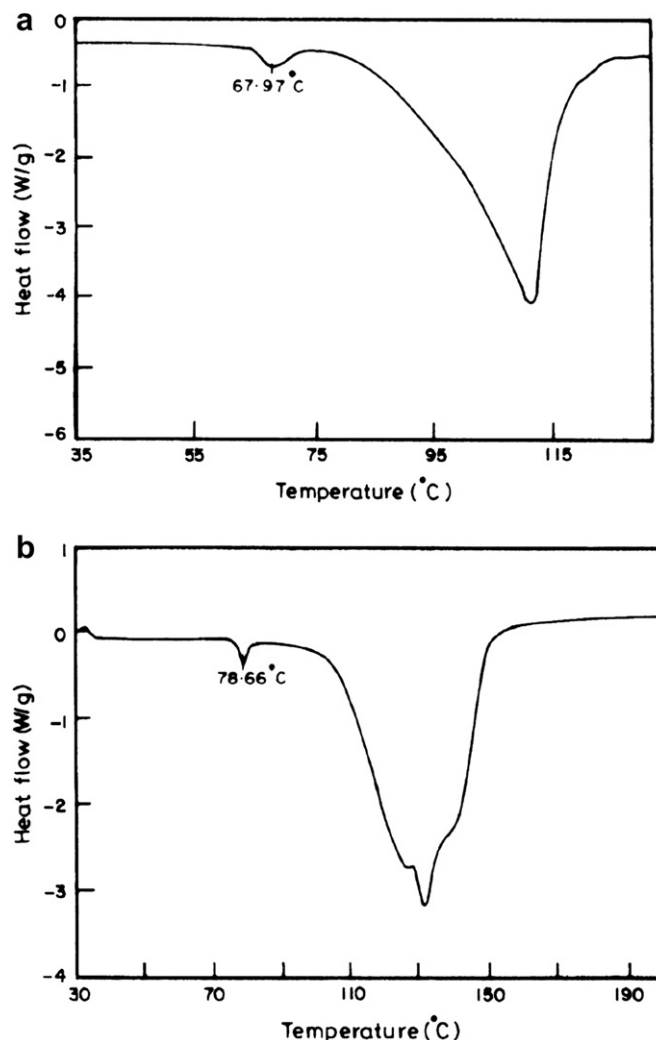 a
0
-1
-2
-3
-4
-5
-6
67.97°C
35
55
75
95
115
Heat flow (W/g)
Temperature (°C)
b
1
0
-1
-2
-3
-4
78.66°C
30
70
110
150
190
Heat flow (W/g)
Temperature (°C)